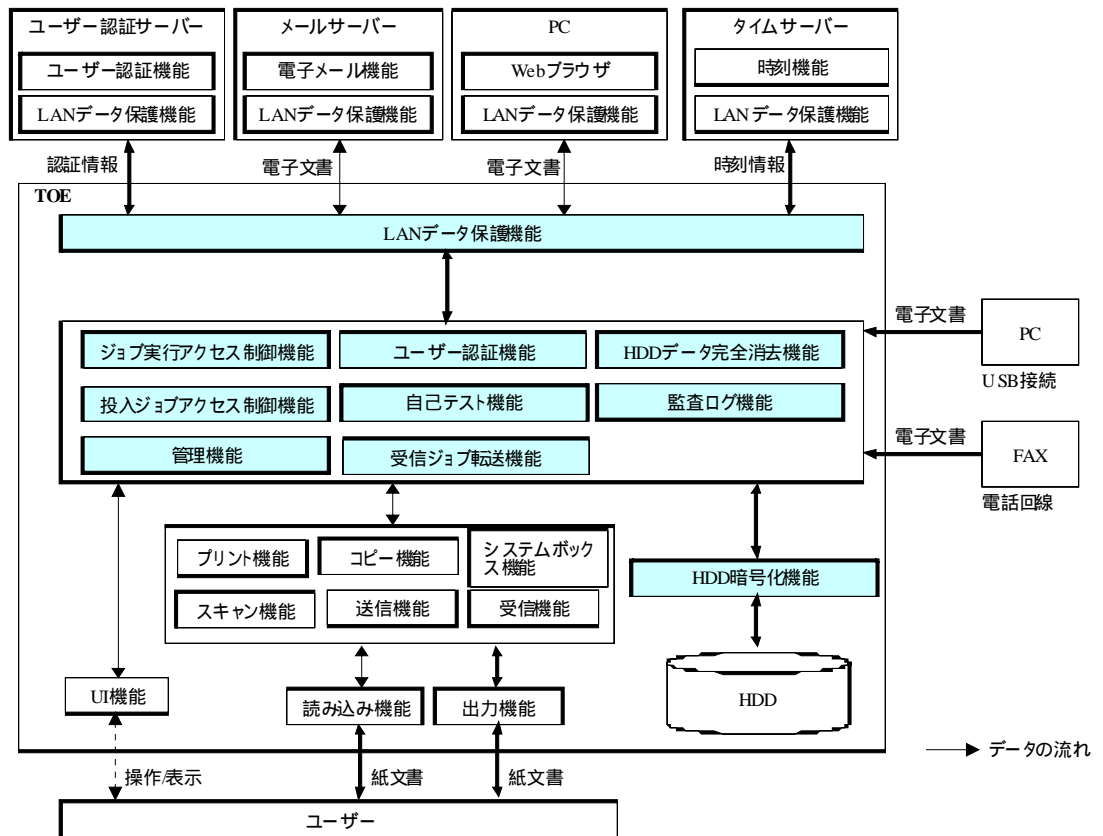 ユーザー認証サーバー
ユーザー認証機能
LANデータ保護機能
メールサーバー
電子メール機能
LANデータ保護機能
PC
Webブラウザ
LANデータ保護機能
タイムサーバー
時刻機能
LANデータ保護機能
認証情報
電子文書
電子文書
時刻情報
TOE
LANデータ保護機能
ジョブ実行アクセス制御機能
ユーザー認証機能
HDDデータ完全消去機能
投入ジョブアクセス制御機能
自己テスト機能
監査ログ機能
管理機能
受信ジョブ転送機能
電子文書
PC
USB接続
電子文書
FAX
電話回線
プリント機能
コピー機能
システムボック
ス機能
スキャン機能
送信機能
受信機能
HDD暗号化機能
HDD
UI機能
読み込み機能
出力機能
データの流れ
操作/表示
紙文書
紙文書
ユーザー